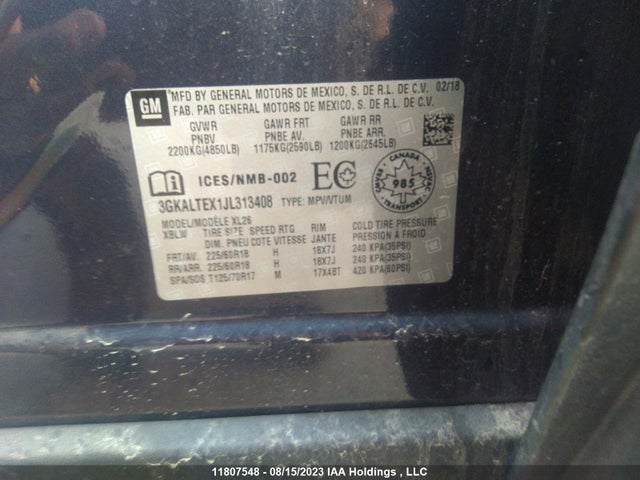 GM
MFD BY GENERAL MOTORS DE MEXICO, S. DE R.L. DE C.V. 02/18
FAB. PAR GENERAL MOTORS DE MEXICO, S. DE R.L. DE C.V.
GVWR GAWR FRT GAWR RR
PNBV PNBE AV. PNBE ARR.
2200KG(4850LB) 1175KG(2590LB) 1200KG(2645LB)
ICES/NMB-002 EC CANADA 985 TRANSPORT
3GKALTEX1JL313408 TYPE: MPV/VTUM
MODEL/MODÈLE XL26
XBLW TIRE SIZE SPEED RTG RIM COLD TIRE PRESSURE
DIM. PNEU COTE VITESSE JANTE PRESSION À FROID
FRT/AV. 225/60R18 H 18X7J 240 KPA(35PSI)
RR/ARR. 225/60R18 H 18X7J 240 KPA(35PSI)
SPA/SOS T125/70R17 M 17X4BT 420 KPA(60PSI)
11807548 - 08/15/2023 IAA Holdings , LLC